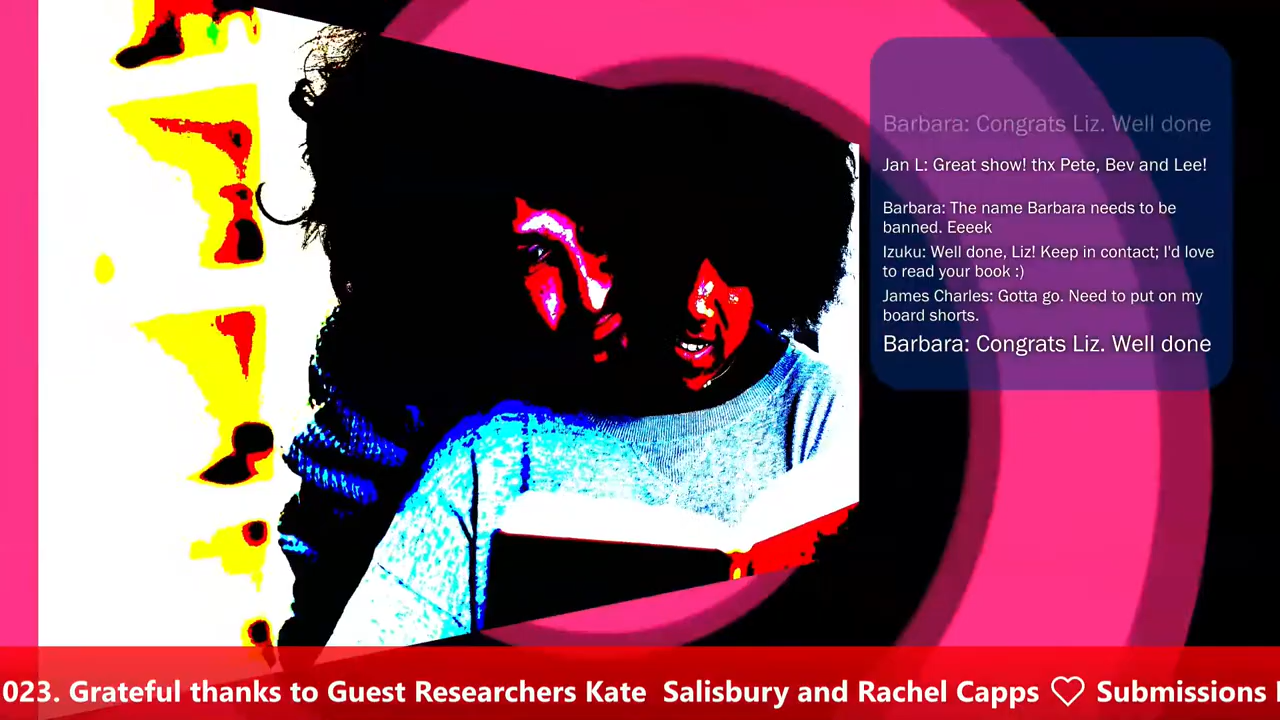 Barbara: Congrats Liz. Well done
Jan L: Great show! thx Pete, Bev and Lee!
Barbara: The name Barbara needs to be
banned. Eeeek
Izuku: Well done, Liz! Keep in contact; I'd love
to read your book :)
James Charles: Gotta go. Need to put on my
board shorts.
Barbara: Congrats Liz. Well done
023. Grateful thanks to Guest Researchers Kate Salisbury and Rachel Capps ♡ Submissions